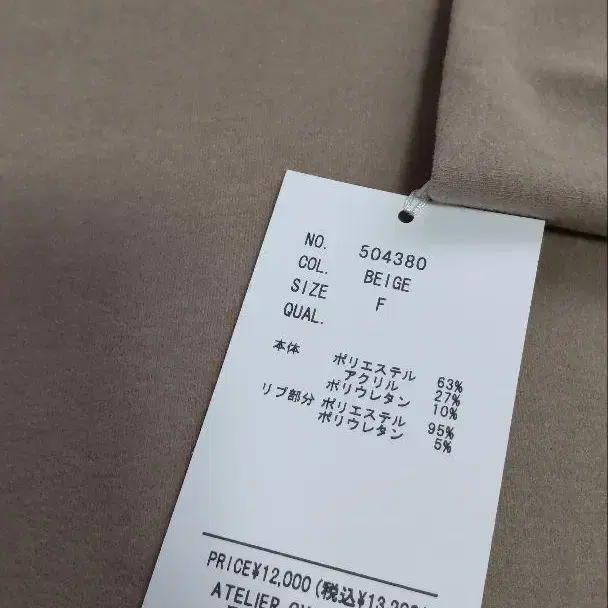 NO. 504380
COL. BEIGE
SIZE F
QUAL.
本体 ポリエステル 63%
アクリル 27%
ポリウレタン 10%
リブ部分 ポリエステル 95%
ポリウレタン 5%
PRICE¥12,000(税込¥13,200
ATELIER